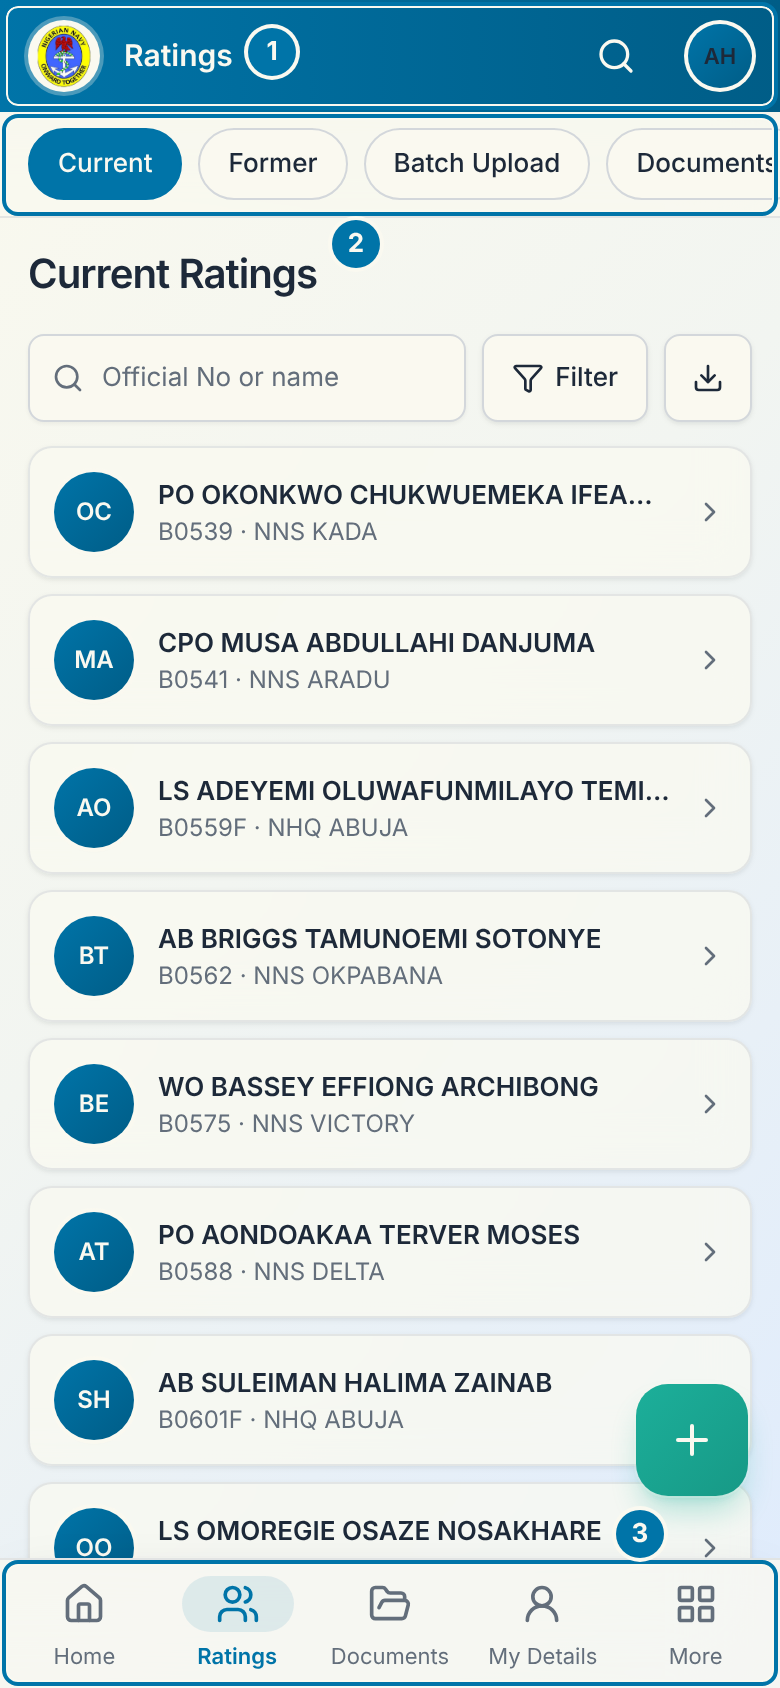 NIGERIAN NAVY
ONWARD TOGETHER
Ratings 1
AH
Current Former Batch Upload Documents
2
Current Ratings
Official No or name Filter
OC PO OKONKWO CHUKWUEMEKA IFEA...
B0539 · NNS KADA
MA CPO MUSA ABDULLAHI DANJUMA
B0541 · NNS ARADU
AO LS ADEYEMI OLUWAFUNMILAYO TEMI...
B0559F · NHQ ABUJA
BT AB BRIGGS TAMUNOEMI SOTONYE
B0562 · NNS OKPABANA
BE WO BASSEY EFFIONG ARCHIBONG
B0575 · NNS VICTORY
AT PO AONDOAKAA TERVER MOSES
B0588 · NNS DELTA
SH AB SULEIMAN HALIMA ZAINAB
B0601F · NHQ ABUJA
OO LS OMOREGIE OSAZE NOSAKHARE 3
Home Ratings Documents My Details More